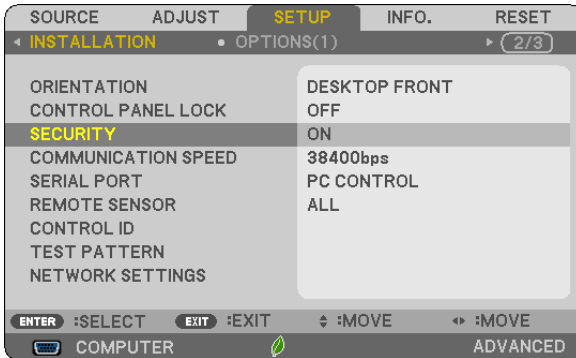 SOURCE ADJUST SETUP INFO. RESET
INSTALLATION • OPTIONS(1) 2/3
ORIENTATION DESKTOP FRONT
CONTROL PANEL LOCK OFF
SECURITY ON
COMMUNICATION SPEED 38400bps
SERIAL PORT PC CONTROL
REMOTE SENSOR ALL
CONTROL ID
TEST PATTERN
NETWORK SETTINGS
ENTER :SELECT EXIT :EXIT :MOVE :MOVE
COMPUTER ADVANCED